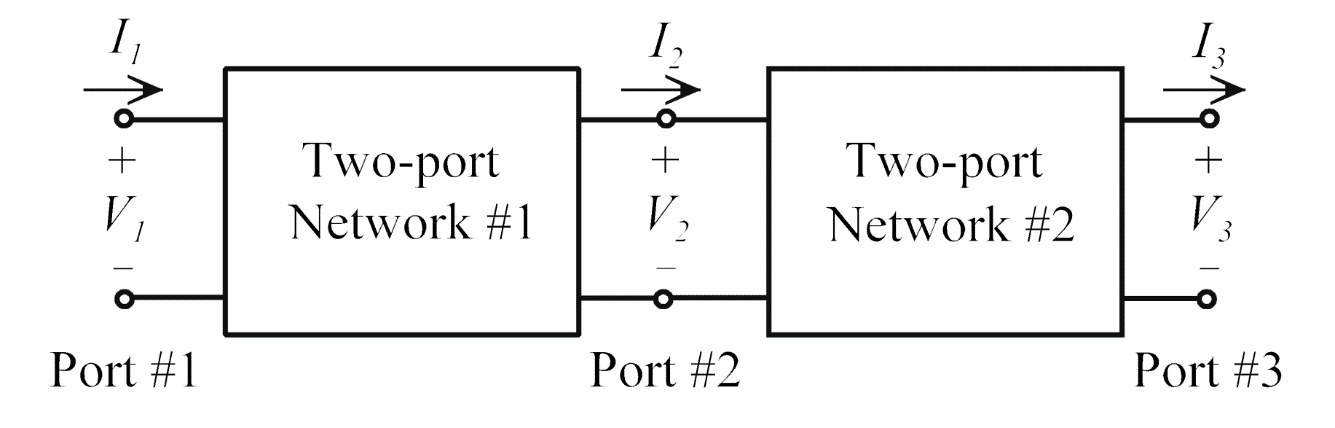 I1 I2 I3
+ + +
Two-port Two-port
V1 Network #1 V2 Network #2 V3
− − −
Port #1 Port #2 Port #3